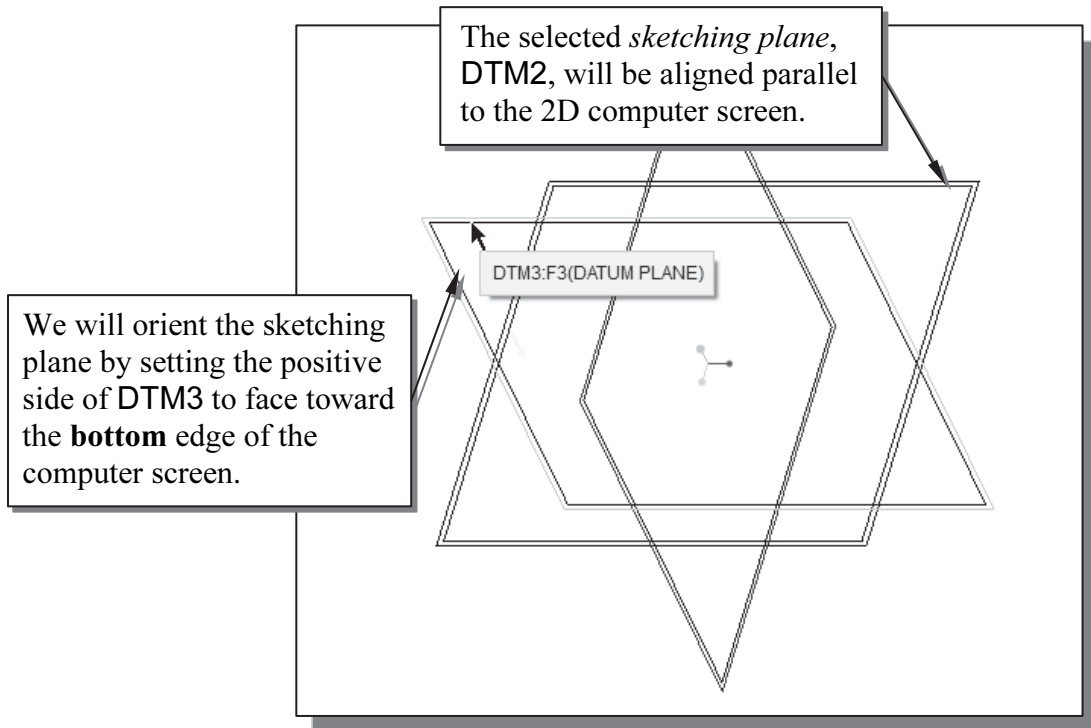 The selected sketching plane,
DTM2, will be aligned parallel
to the 2D computer screen.
DTM3:F3(DATUM PLANE)
We will orient the sketching
plane by setting the positive
side of DTM3 to face toward
the bottom edge of the
computer screen.